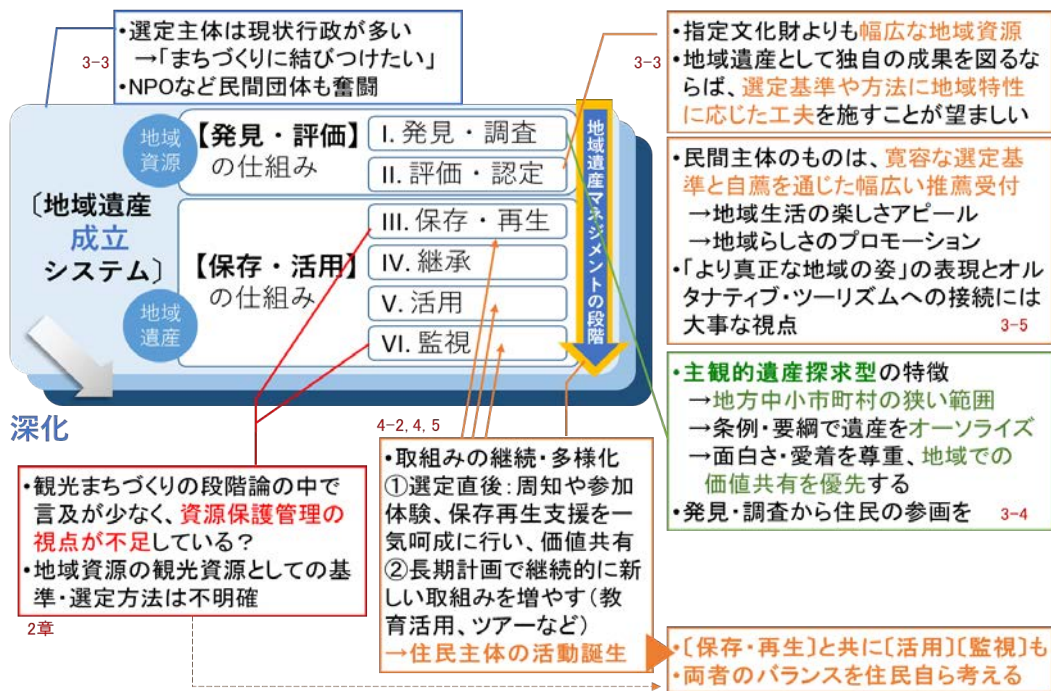 ・選定主体は現状行政が多い
→「まちづくりに結びつけたい」
・NPOなど民間団体も奮闘
3-3
〔地域遺産
成立
システム〕
地域
資源
地域
遺産
【発見・評価】
の仕組み
I. 発見・調査
II. 評価・認定
【保存・活用】
の仕組み
III. 保存・再生
IV. 継承
V. 活用
VI. 監視
地域遺産マネジメントの段階
深化
3-3
・指定文化財よりも幅広な地域資源
・地域遺産として独自の成果を図るな
らば、選定基準や方法に地域特性
に応じた工夫を施すことが望ましい
・民間主体のものは、寛容な選定基
準と自薦を通じた幅広い推薦受付
→地域生活の楽しさアピール
→地域らしさのプロモーション
・「より真正な地域の姿」の表現とオル
タナティブ・ツーリズムへの接続には
大事な視点
3-5
・主観的遺産探求型の特徴
→地方中小市町村の狭い範囲
→条例・要綱で遺産をオーソライズ
→面白さ・愛着を尊重、地域での
価値共有を優先する
・発見・調査から住民の参画を
3-4
・観光まちづくりの段階論の中で
言及が少なく、資源保護管理の
視点が不足している？
・地域資源の観光資源としての基
準・選定方法は不明確
2章
4-2, 4, 5
・取組みの継続・多様化
①選定直後：周知や参加
体験、保存再生支援を一
気呵成に行い、価値共有
②長期計画で継続的に新
しい取組みを増やす（教
育活用、ツアーなど）
→住民主体の活動誕生
・〔保存・再生〕と共に〔活用〕〔監視〕も
・両者のバランスを住民自ら考える